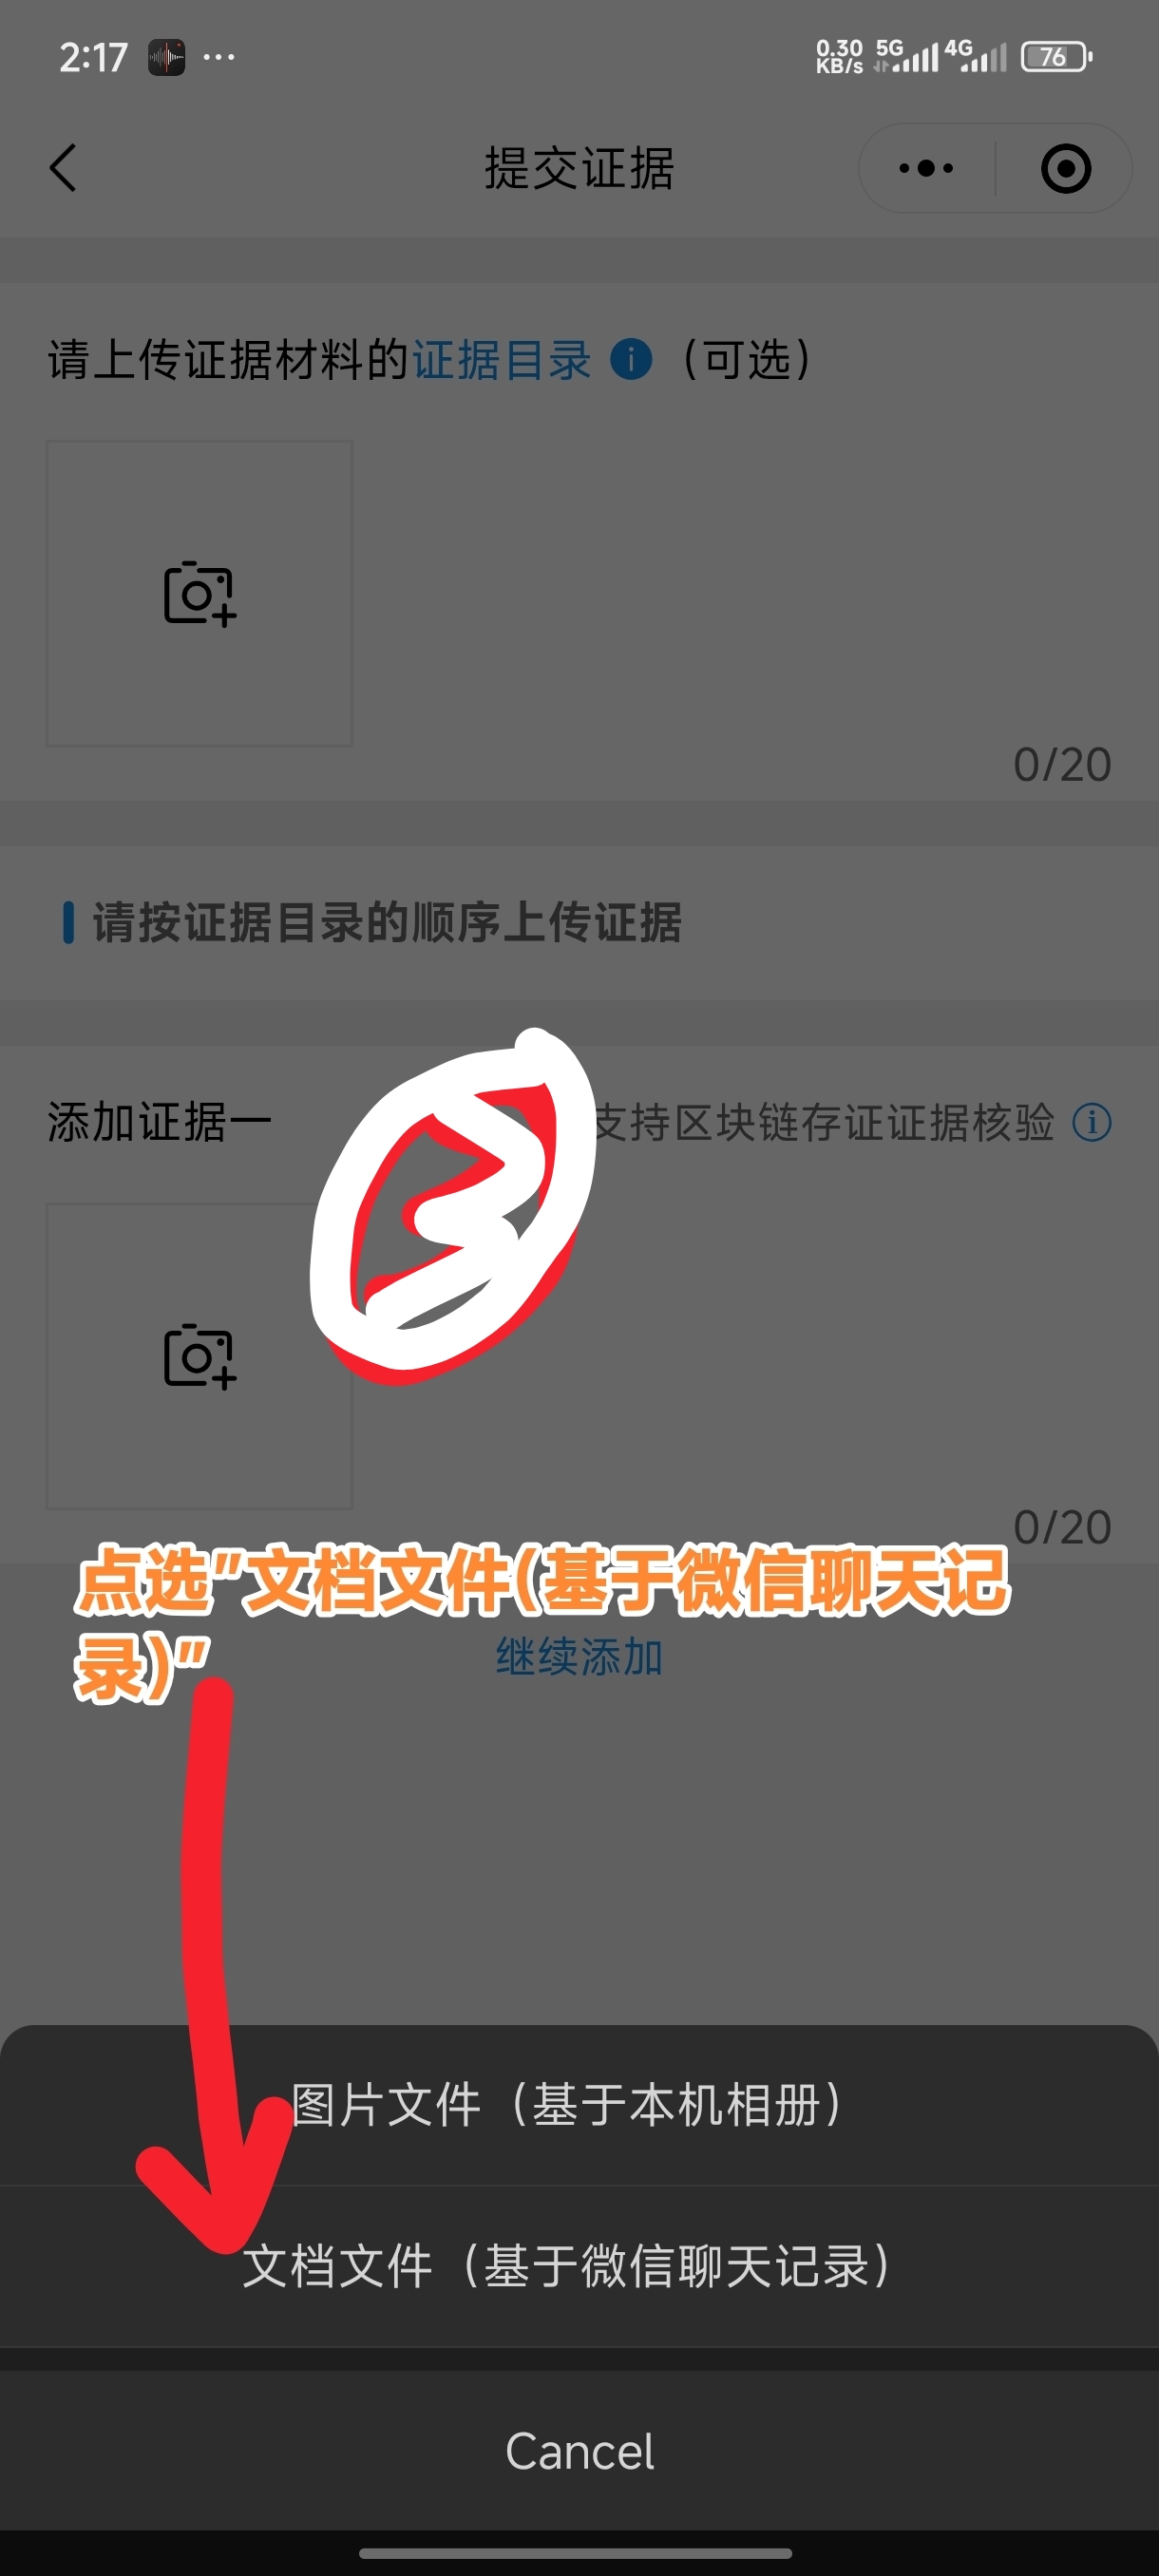 2:17 ... 0.30 KB/s 5G 4G 76
提交证据
请上传证据材料的证据目录 i （可选）
0/20
请按证据目录的顺序上传证据
添加证据一
支持区块链存证证据核验 i
3
0/20
点选"文档文件(基于微信聊天记
录)"
继续添加
图片文件（基于本机相册）
文档文件（基于微信聊天记录）
Cancel